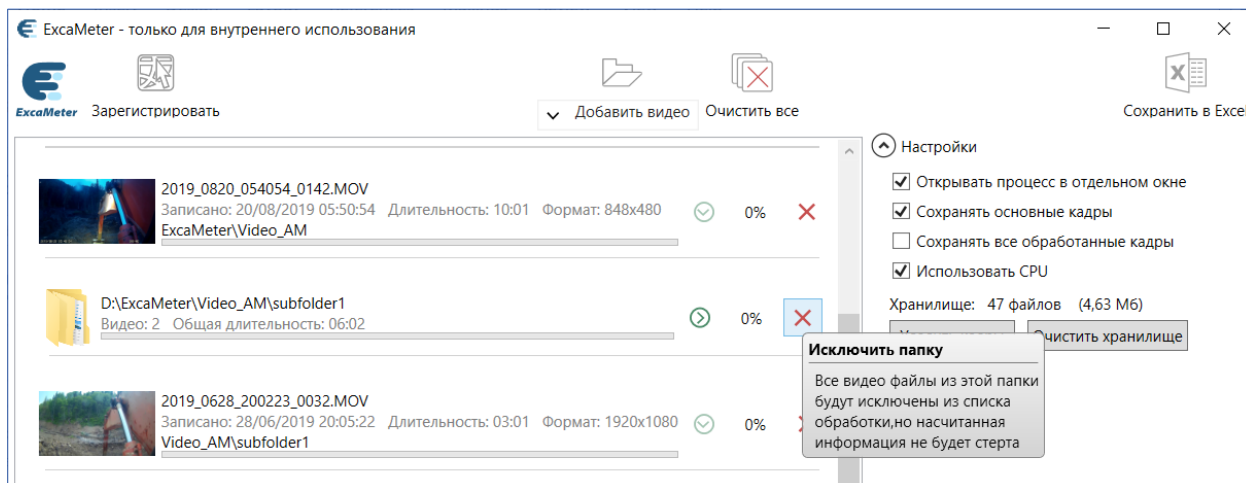 ExcaMeter - только для внутреннего использования
ExcaMeter
Зарегистрировать
Добавить видео
Очистить все
Сохранить в Excel
2019_0820_054054_0142.MOV
Записано: 20/08/2019 05:50:54 Длительность: 10:01 Формат: 848x480
0%
ExcaMeter\Video_AM
D:\ExcaMeter\Video_AM\subfolder1
Видео: 2 Общая длительность: 06:02
0%
2019_0628_200223_0032.MOV
Записано: 28/06/2019 20:05:22 Длительность: 03:01 Формат: 1920x1080
0%
Video_AM\subfolder1
Настройки
Открывать процесс в отдельном окне
Сохранять основные кадры
Сохранять все обработанные кадры
Использовать CPU
Хранилище: 47 файлов (4,63 Мб)
Очистить хранилище
Исключить папку
Все видео файлы из этой папки
будут исключены из списка
обработки,но насчитанная
информация не будет стерта